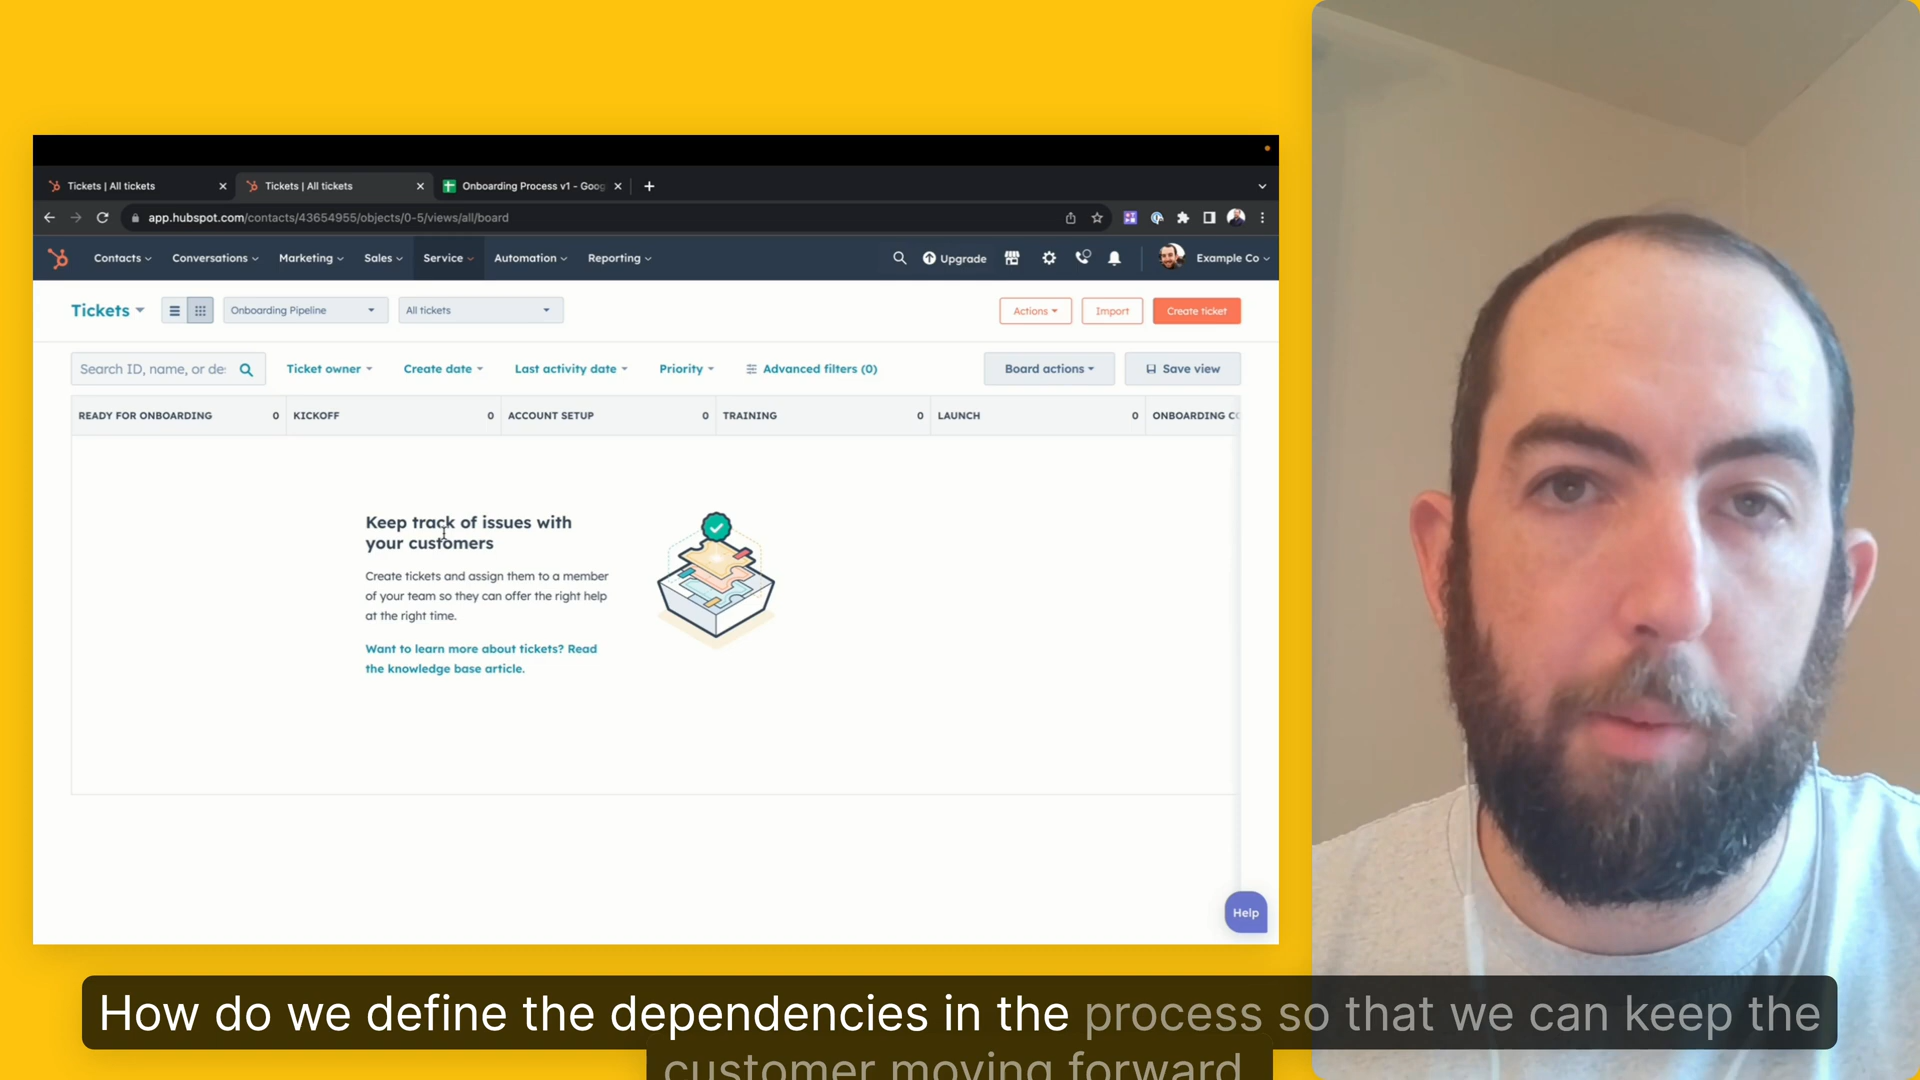 Tickets | All tickets
Tickets | All tickets
Onboarding Process v1 - Goog
app.hubspot.com/contacts/43654955/objects/0-5/views/all/board
Contacts
Conversations
Marketing
Sales
Service
Automation
Reporting
Upgrade
Example Co
Tickets
Onboarding Pipeline
All tickets
Actions
Import
Create ticket
Search ID, name, or de
Ticket owner
Create date
Last activity date
Priority
Advanced filters (0)
Board actions
Save view
READY FOR ONBOARDING 0
KICKOFF 0
ACCOUNT SETUP 0
TRAINING 0
LAUNCH 0
ONBOARDING CO
Keep track of issues with
your customers
Create tickets and assign them to a member
of your team so they can offer the right help
at the right time.
Want to learn more about tickets? Read
the knowledge base article.
Help
How do we define the dependencies in the process so that we can keep the
customer moving forward